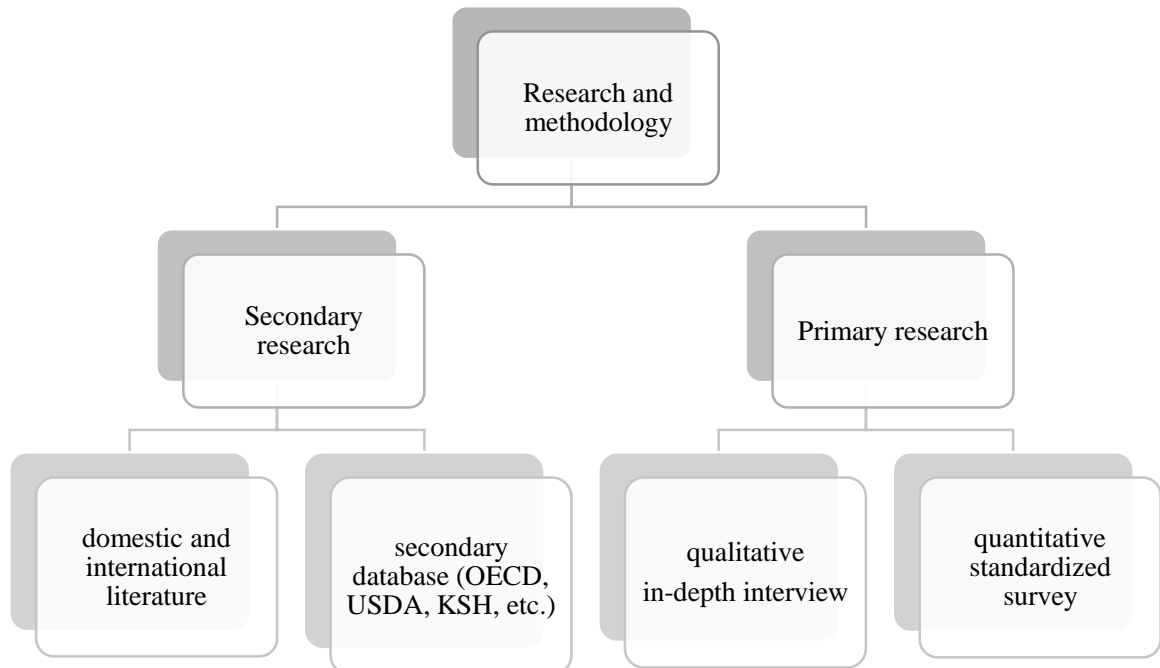 Research and
methodology
Secondary
research
Primary research
domestic and
international
literature
secondary
database (OECD,
USDA, KSH, etc.)
qualitative
in-depth interview
quantitative
standardized
survey